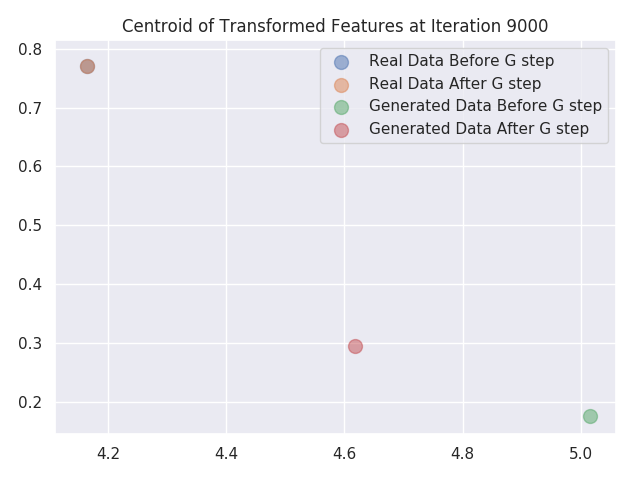 Centroid of Transformed Features at Iteration 9000
Real Data Before G step
Real Data After G step
Generated Data Before G step
Generated Data After G step
0.8
0.7
0.6
0.5
0.4
0.3
0.2
4.2 4.4 4.6 4.8 5.0